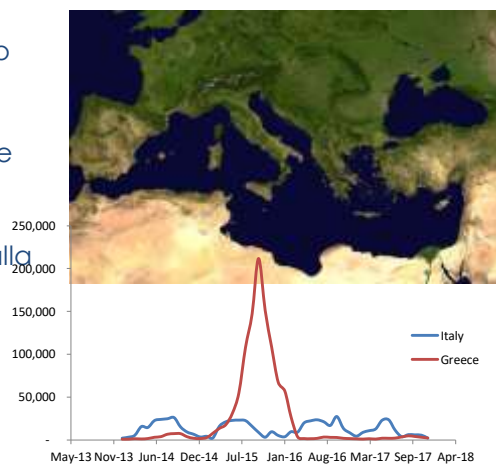 o
e
alla
250,000
200,000
150,000
100,000
50,000
-
Italy
Greece
May-13 Nov-13 Jun-14 Dec-14 Jul-15 Jan-16 Aug-16 Mar-17 Sep-17 Apr-18